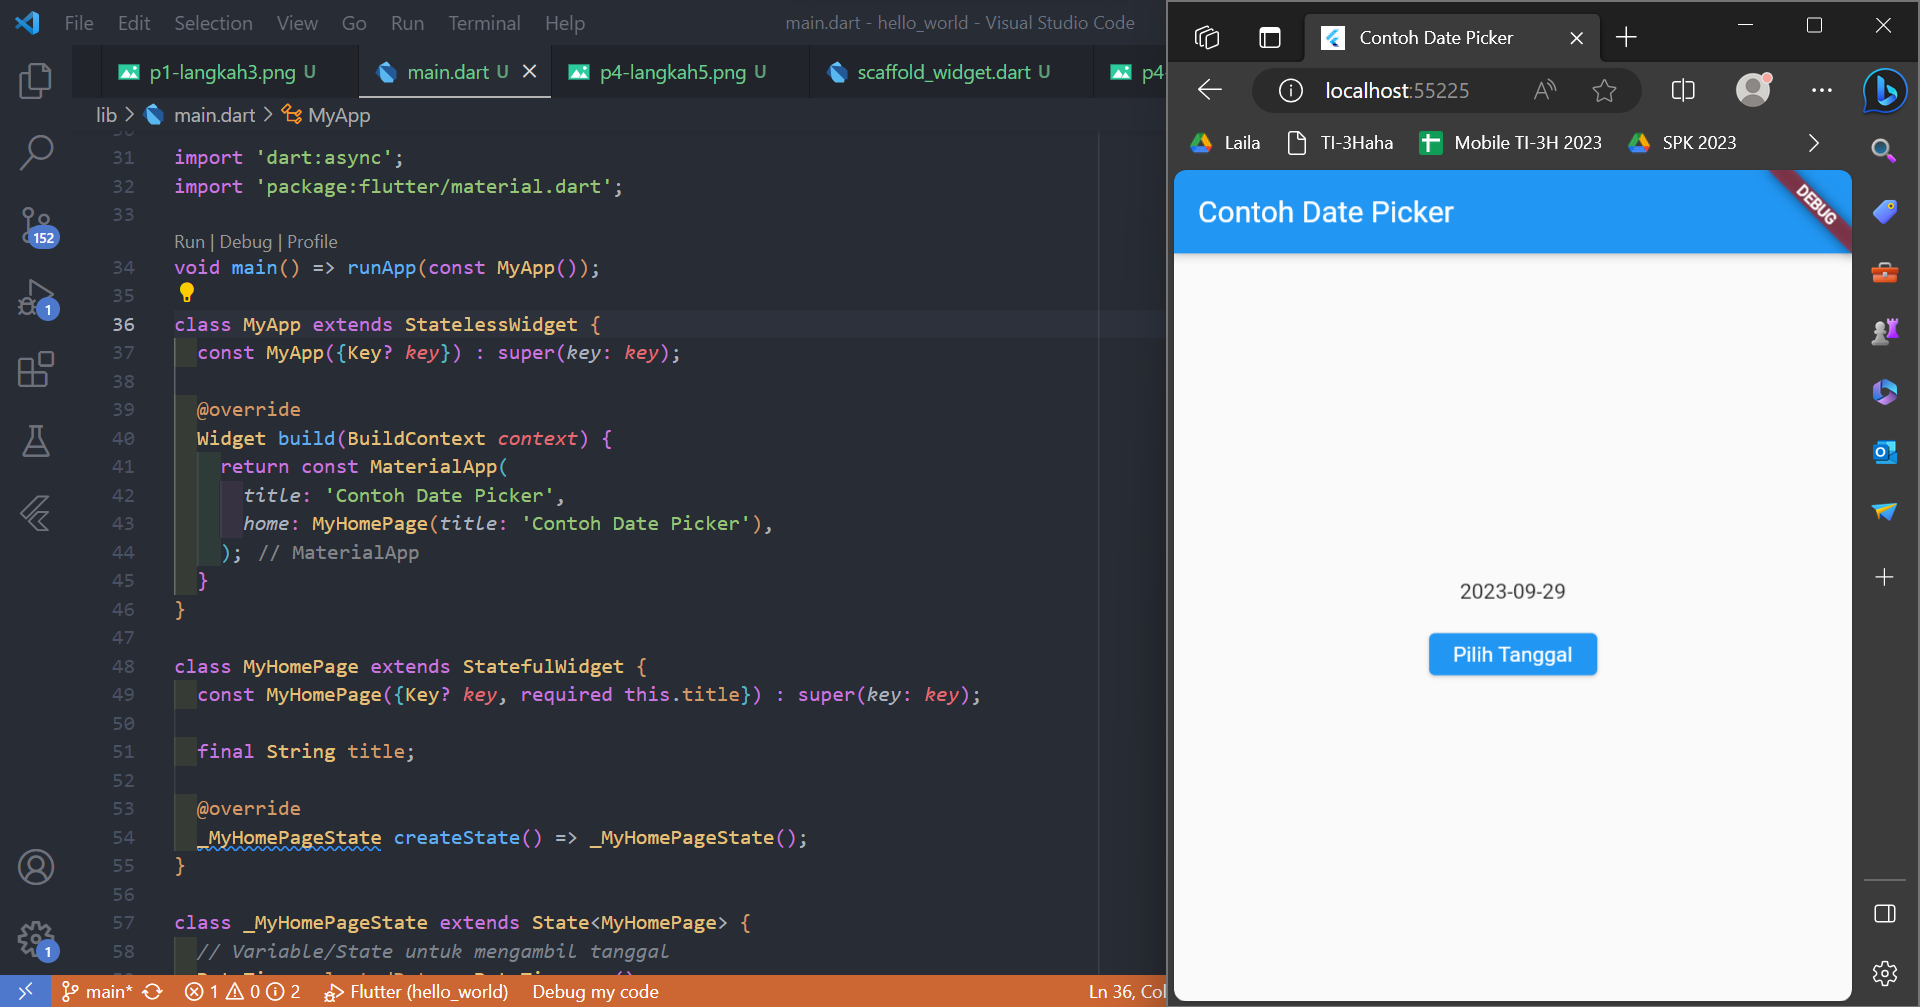 File Edit Selection View Go Run Terminal Help
main.dart - hello_world - Visual Studio Code
p1-langkah3.png U
main.dart U
p4-langkah5.png U
scaffold_widget.dart U
p4-
lib > main.dart > MyApp
31 import 'dart:async';
32 import 'package:flutter/material.dart';
33
Run | Debug | Profile
34 void main() => runApp(const MyApp());
35
36 class MyApp extends StatelessWidget {
37 const MyApp({Key? key}) : super(key: key);
38
39 @override
40 Widget build(BuildContext context) {
41 return const MaterialApp(
42 title: 'Contoh Date Picker',
43 home: MyHomePage(title: 'Contoh Date Picker'),
44 ); // MaterialApp
45 }
46 }
47
48 class MyHomePage extends StatefulWidget {
49 const MyHomePage({Key? key, required this.title}) : super(key: key);
50
51 final String title;
52
53 @override
54 _MyHomePageState createState() => _MyHomePageState();
55 }
56
57 class _MyHomePageState extends State<MyHomePage> {
58 // Variable/State untuk mengambil tanggal
152
1
1
main* 1 0 2 Flutter (hello_world) Debug my code Ln 36, Col
Contoh Date Picker
localhost:55225
Laila TI-3Haha Mobile TI-3H 2023 SPK 2023
Contoh Date Picker
DEBUG
2023-09-29
Pilih Tanggal